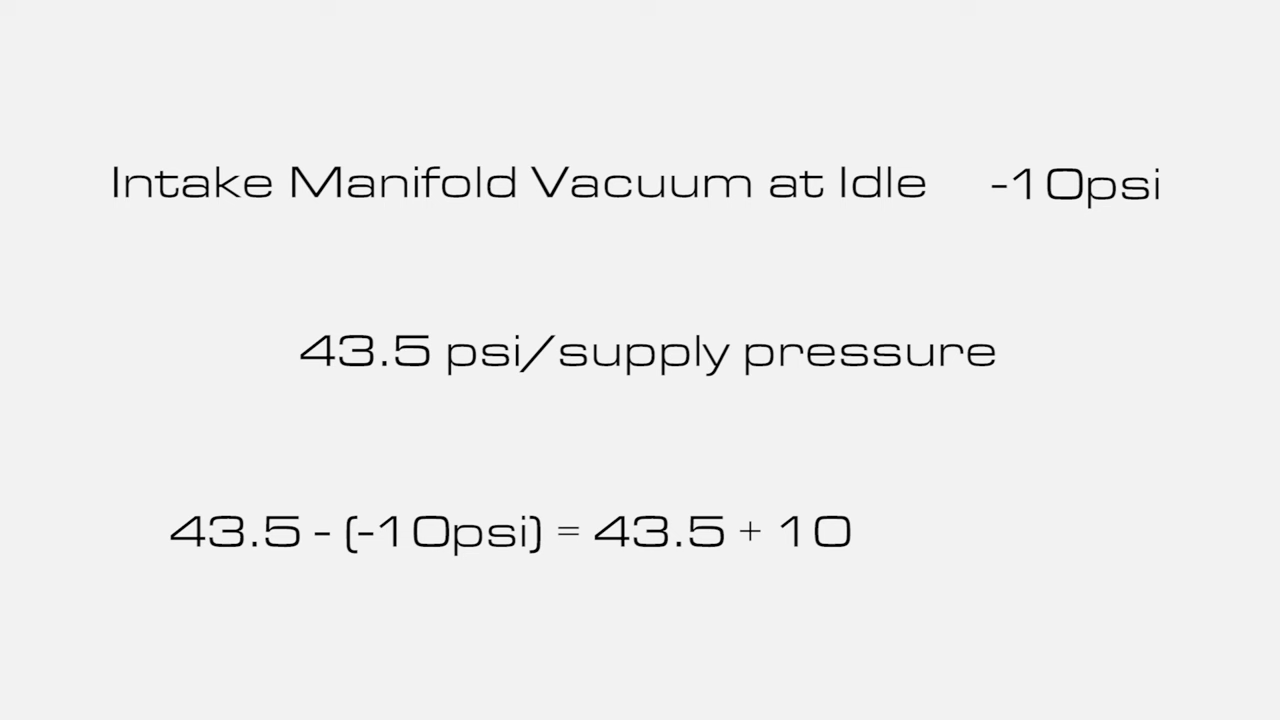 Intake Manifold Vacuum at Idle -10psi
43.5 psi/supply pressure
43.5 - (-10psi) = 43.5 + 10